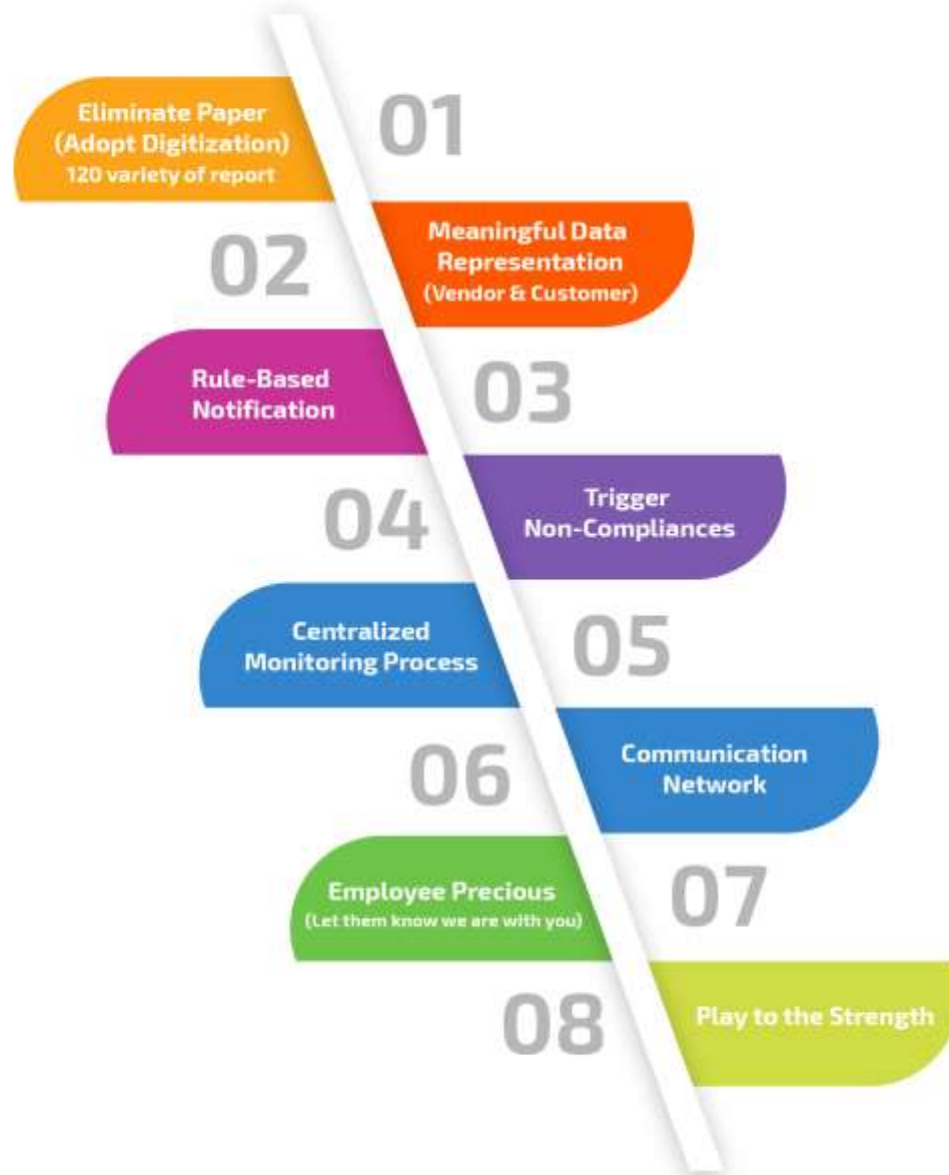 Eliminate Paper
(Adopt Digitization)
120 variety of report
01
02
Meaningful Data
Representation
(Vendor & Customer)
Rule-Based
Notification
03
04
Trigger
Non-Compliances
Centralized
Monitoring Process
05
06
Communication
Network
Employee Precious
(Let them know we are with you)
07
08
Play to the Strength